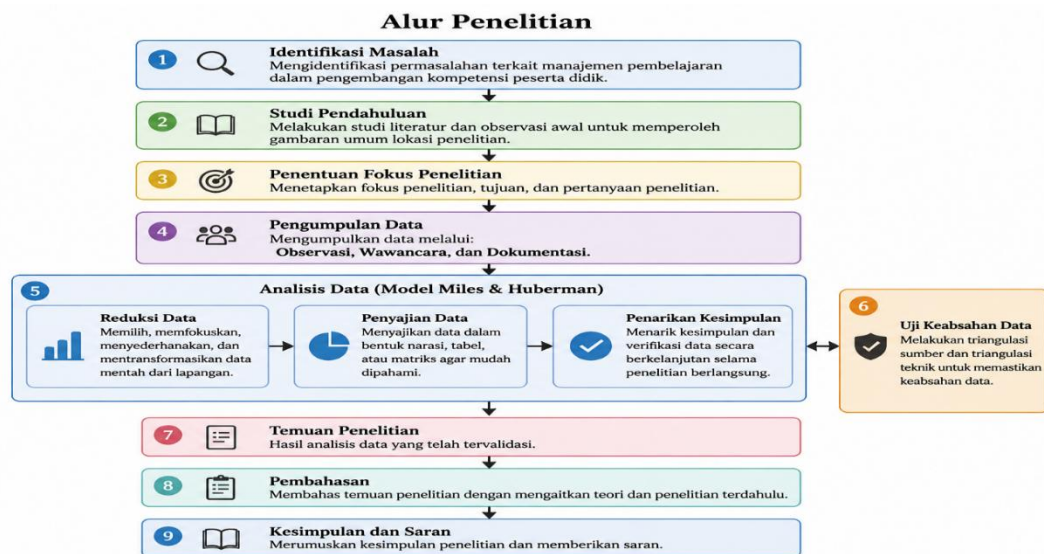 Alur Penelitian
1
Identifikasi Masalah
Mengidentifikasi permasalahan terkait manajemen pembelajaran
dalam pengembangan kompetensi peserta didik.
2
Studi Pendahuluan
Melakukan studi literatur dan observasi awal untuk memperoleh
gambaran umum lokasi penelitian.
3
Penentuan Fokus Penelitian
Menetapkan fokus penelitian, tujuan, dan pertanyaan penelitian.
4
Pengumpulan Data
Mengumpulkan data melalui:
Observasi, Wawancara, dan Dokumentasi.
5
Analisis Data (Model Miles & Huberman)
Reduksi Data
Memilih, memfokuskan,
menyederhanakan, dan
mentransformasikan data
mentah dari lapangan.
Penyajian Data
Menyajikan data dalam
bentuk narasi, tabel,
atau matriks agar mudah
dipahami.
Penarikan Kesimpulan
Menarik kesimpulan dan
verifikasi data secara
berkelanjutan selama
penelitian berlangsung.
6
Uji Keabsahan Data
Melakukan triangulasi
sumber dan triangulasi
teknik untuk memastikan
keabsahan data.
7
Temuan Penelitian
Hasil analisis data yang telah tervalidasi.
8
Pembahasan
Membahas temuan penelitian dengan mengaitkan teori dan penelitian terdahulu.
9
Kesimpulan dan Saran
Merumuskan kesimpulan penelitian dan memberikan saran.